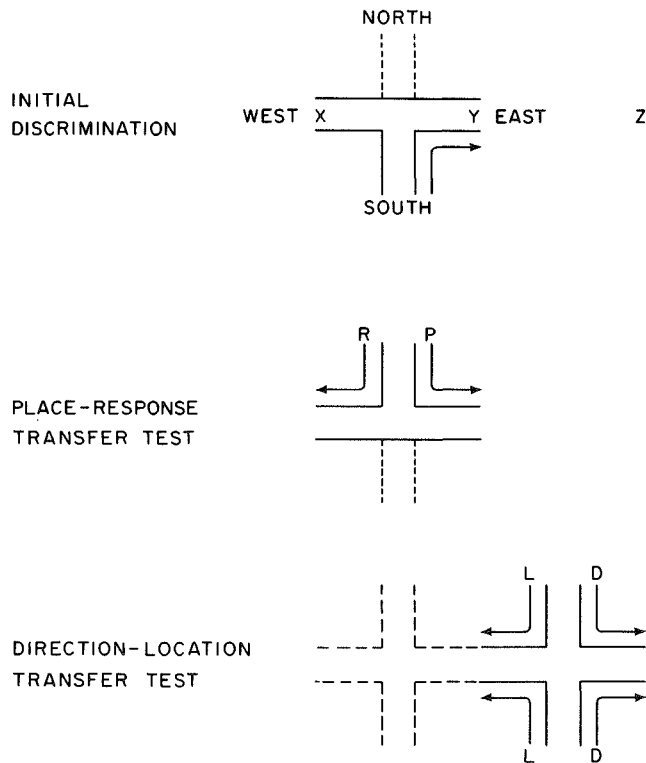 NORTH
INITIAL
DISCRIMINATION
WEST X Y EAST Z
SOUTH
R P
PLACE-RESPONSE
TRANSFER TEST
L D
DIRECTION-LOCATION
TRANSFER TEST
L D